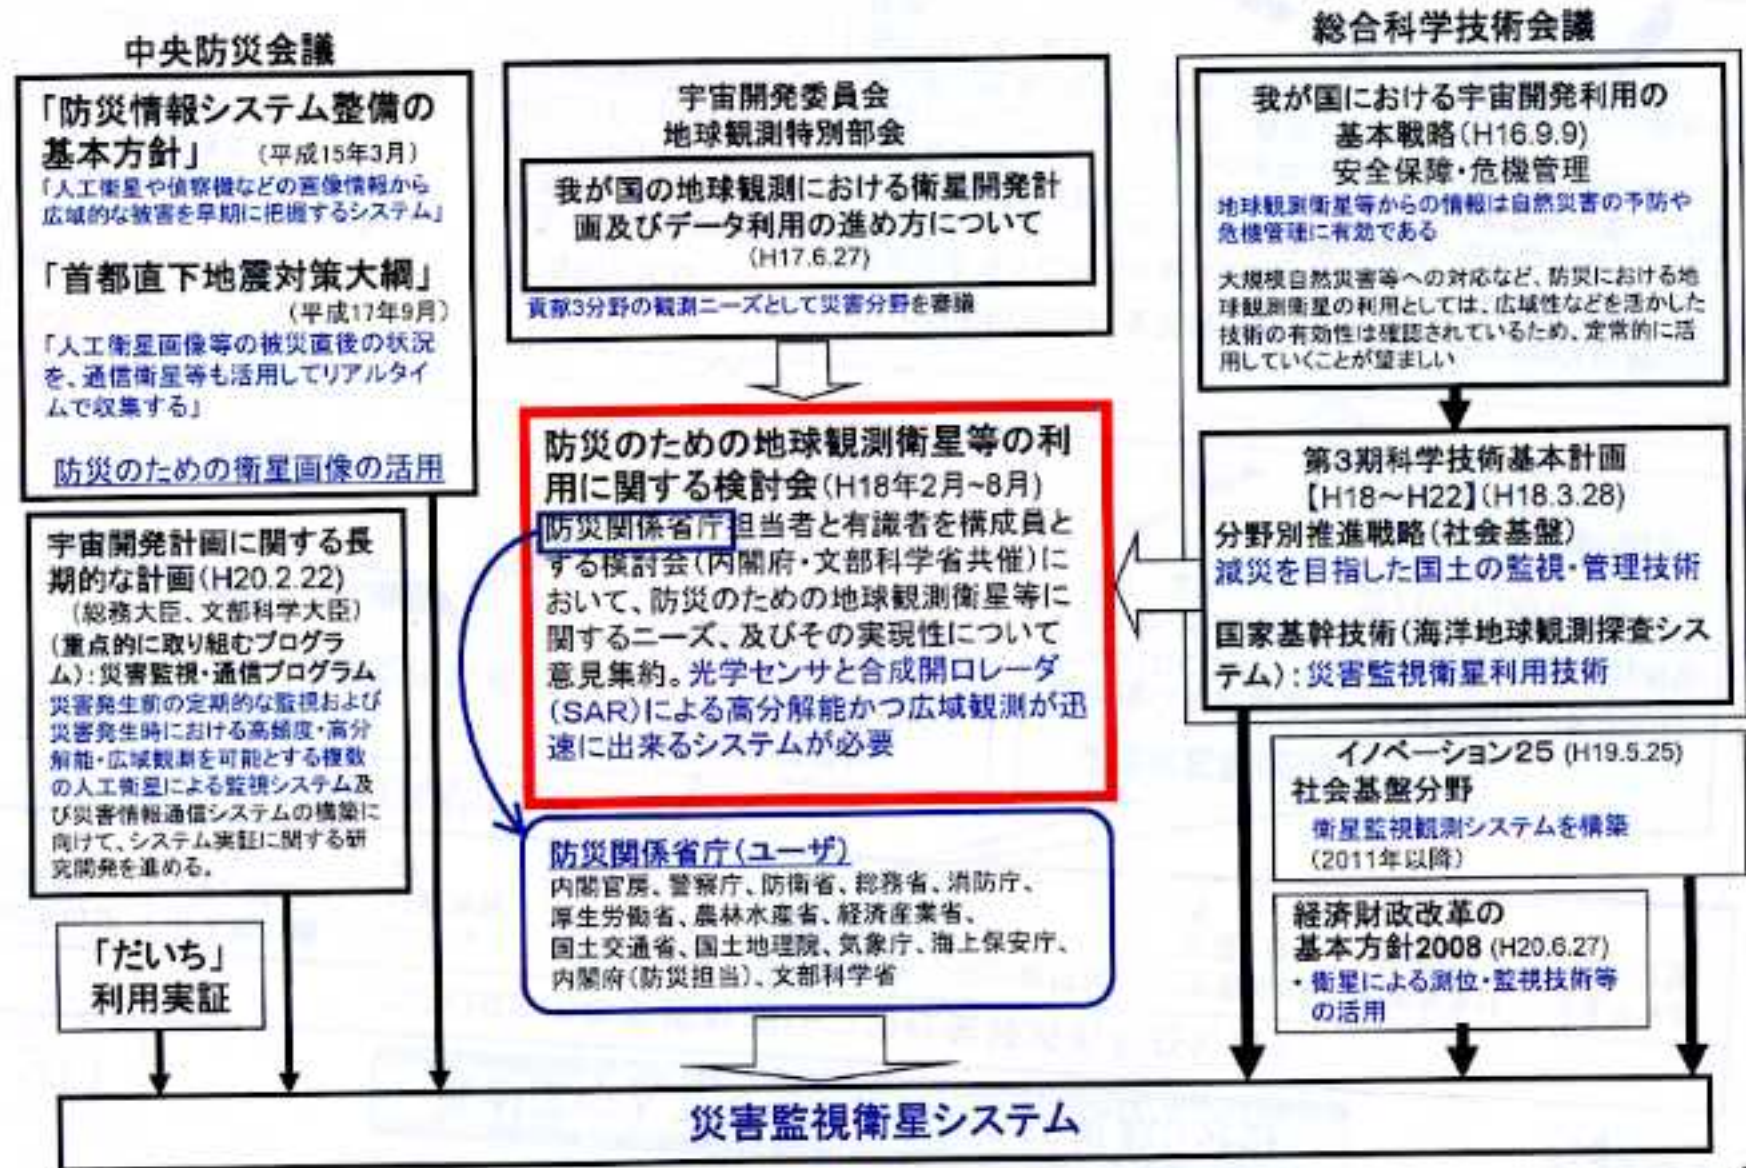 中央防災会議
「防災情報システム整備の
基本方針」 (平成15年3月)
「人工衛星や偵察機などの画像情報から
広域的な被害を早期に把握するシステム」
「首都直下地震対策大綱」
(平成17年9月)
「人工衛星画像等の被災直後の状況
を、通信衛星等も活用してリアルタイ
ムで収集する」
防災のための衛星画像の活用
宇宙開発計画に関する長
期的な計画(H20.2.22)
(総務大臣、文部科学大臣)
(重点的に取り組むプログラ
ム):災害監視・通信プログラム
災害発生前の定期的な監視および
災害発生時における高頻度・高分
解能・広域観測を可能とする複数
の人工衛星による監視システム及
び災害情報通信システムの構築に
向けて、システム実証に関する研
究開発を進める。
「だいち」
利用実証
宇宙開発委員会
地球観測特別部会
我が国の地球観測における衛星開発計
画及びデータ利用の進め方について
(H17.6.27)
貢献3分野の観測ニーズとして災害分野を審議
防災のための地球観測衛星等の利
用に関する検討会(H18年2月~8月)
防災関係省庁担当者と有識者を構成員と
する検討会(内閣府・文部科学省共催)に
おいて、防災のための地球観測衛星等に
関するニーズ、及びその実現性について
意見集約。光学センサと合成開口レーダ
(SAR)による高分解能かつ広域観測が迅
速に出来るシステムが必要
防災関係省庁(ユーザ)
内閣官房、警察庁、防衛省、総務省、消防庁、
厚生労働省、農林水産省、経済産業省、
国土交通省、国土地理院、気象庁、海上保安庁、
内閣府(防災担当)、文部科学省
総合科学技術会議
我が国における宇宙開発利用の
基本戦略(H16.9.9)
安全保障・危機管理
地球観測衛星等からの情報は自然災害の予防や
危機管理に有効である
大規模自然災害等への対応など、防災における地
球観測衛星の利用としては、広域性などを活かした
技術の有効性は確認されているため、定常的に活
用していくことが望ましい
第3期科学技術基本計画
【H18～H22】(H18.3.28)
分野別推進戦略(社会基盤)
減災を目指した国土の監視・管理技術
国家基幹技術(海洋地球観測探査シス
テム):災害監視衛星利用技術
イノベーション25 (H19.5.25)
社会基盤分野
衛星監視観測システムを構築
(2011年以降)
経済財政改革の
基本方針2008 (H20.6.27)
・衛星による測位・監視技術等
の活用
災害監視衛星システム